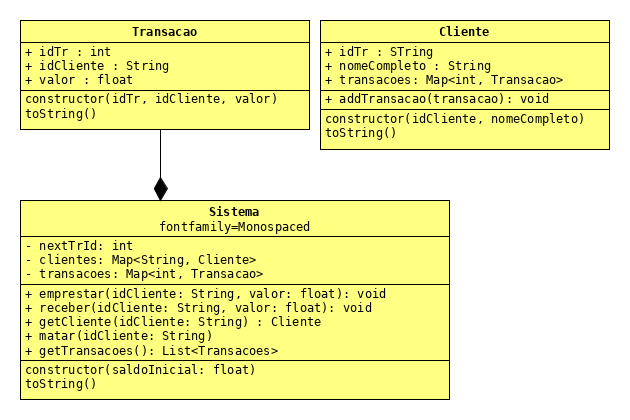 Transacao
+ idTr : int
+ idCliente : String
+ valor : float
constructor(idTr, idCliente, valor)
toString()
Cliente
+ idTr : STring
+ nomeCompleto : String
+ transacoes: Map<int, Transacao>
+ addTransacao(transacao): void
constructor(idCliente, nomeCompleto)
toString()
Sistema
fontfamily=Monospaced
- nextTrId: int
- clientes: Map<String, Cliente>
- transacoes: Map<int, Transacao>
+ emprestar(idCliente: String, valor: float): void
+ receber(idCliente: String, valor: float): void
+ getCliente(idCliente: String) : Cliente
+ matar(idCliente: String)
+ getTransacoes(): List<Transacoes>
constructor(saldoInicial: float)
toString()